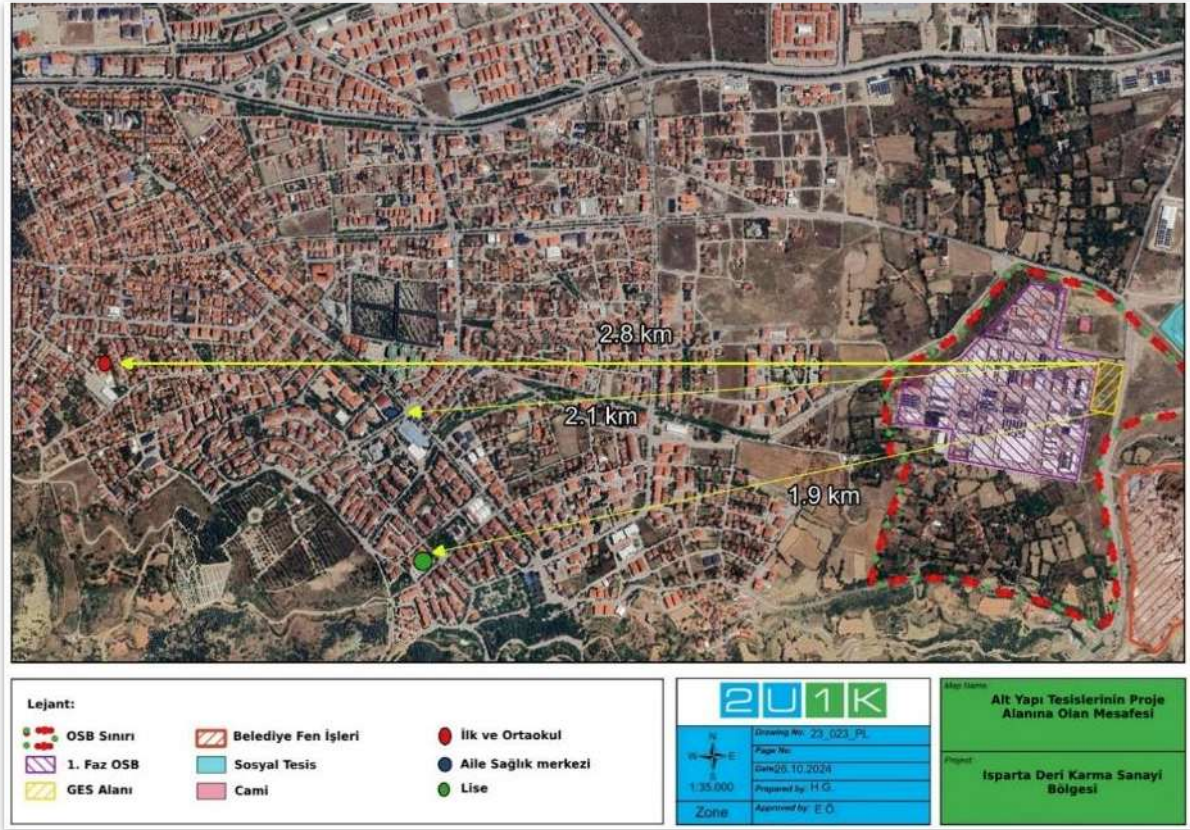 2.8 km
2.1 km
1.9 km
Lejant:
OSB Sınırı
1. Faz OSB
GES Alanı
Belediye Fen İşleri
Sosyal Tesis
Cami
İlk ve Ortaokul
Aile Sağlık merkezi
Lise
2U1K
N
W E
S
1:35.000
Zone
Drawing No: 23_023_PL
Page No:
Date:26.10.2024
Prepared by: H.G.
Approved by: E.Ö.
Map Name:
Alt Yapı Tesislerinin Proje
Alanına Olan Mesafesi
Project:
Isparta Deri Karma Sanayi
Bölgesi